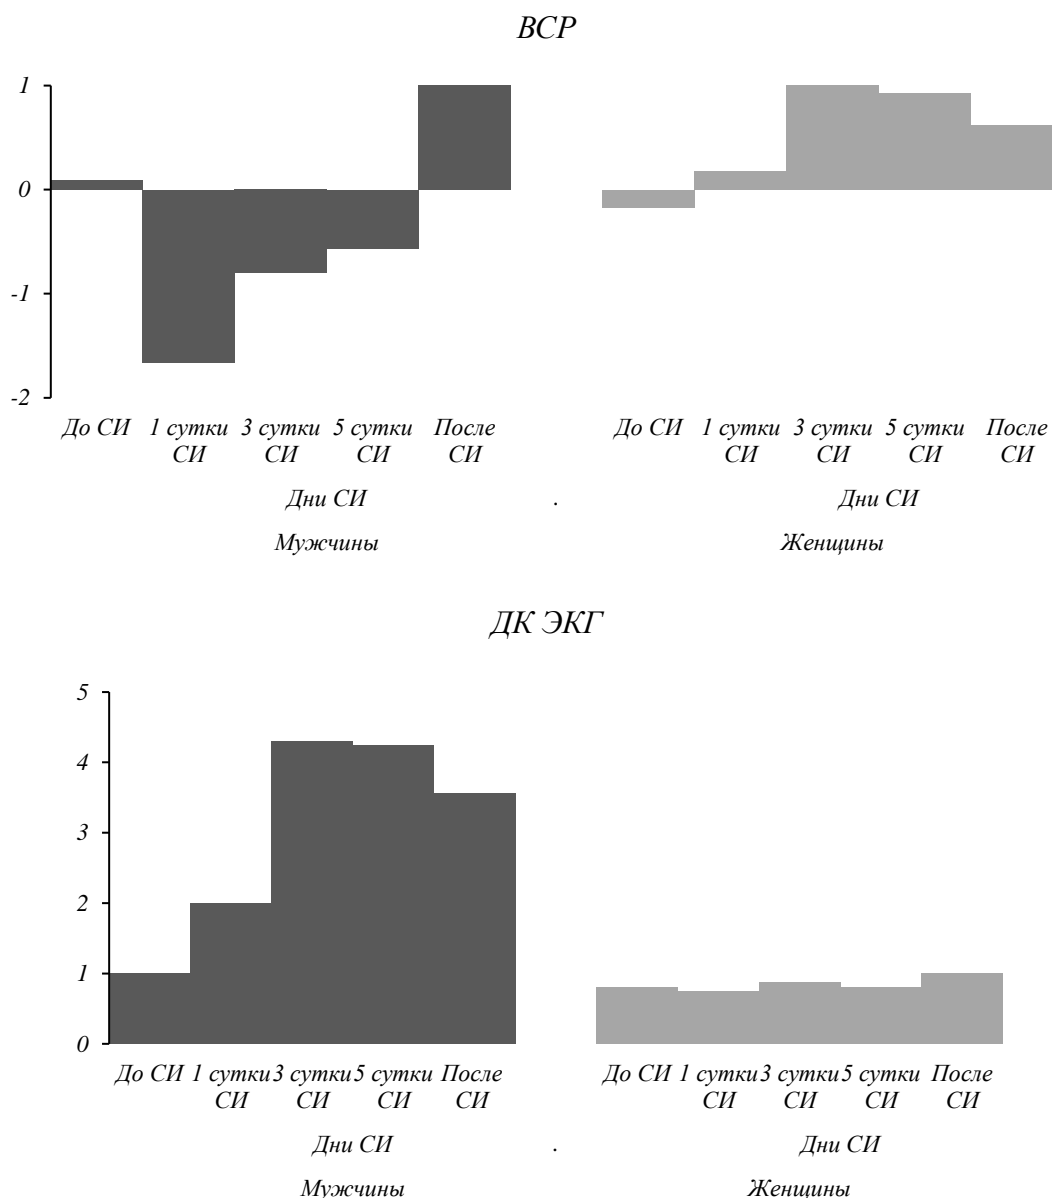 ВСР
1
0
-1
-2
До СИ 1 сутки 3 сутки 5 сутки После До СИ 1 сутки 3 сутки 5 сутки После
СИ СИ СИ СИ СИ СИ СИ СИ
Дни СИ . Дни СИ
Мужчины Женщины
ДК ЭКГ
5
4
3
2
1
0
До СИ 1 сутки 3 сутки 5 сутки После До СИ 1 сутки 3 сутки 5 сутки После
СИ СИ СИ СИ СИ СИ СИ СИ
Дни СИ . Дни СИ
Мужчины Женщины